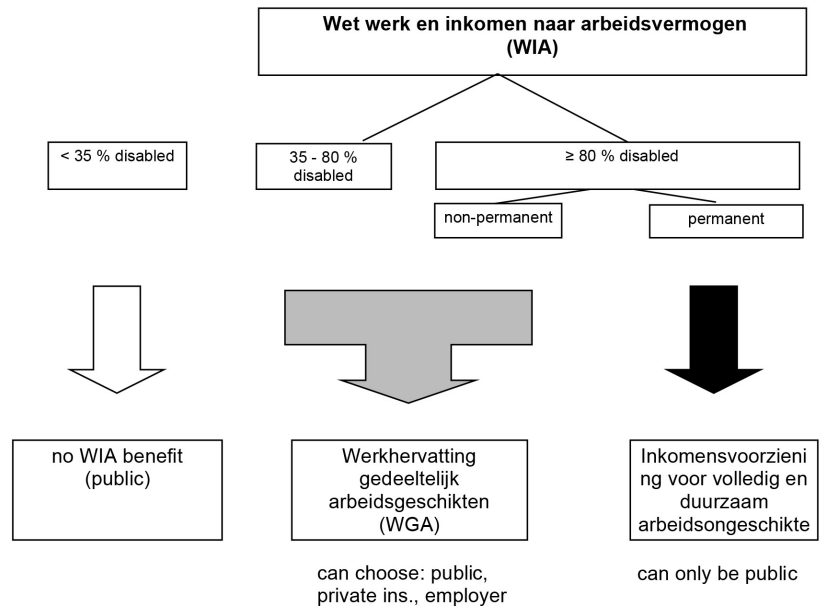 Wet werk en inkomen naar arbeidsvermogen
(WIA)
< 35 % disabled
35 - 80 %
disabled
≥ 80 % disabled
non-permanent
permanent
no WIA benefit
(public)
Werkhervatting
gedeeltelijk
arbeidsgeschikten
(WGA)
Inkomensvoorzieni
ng voor volledig en
duurzaam
arbeidsongeschikte
can choose: public,
private ins., employer
can only be public